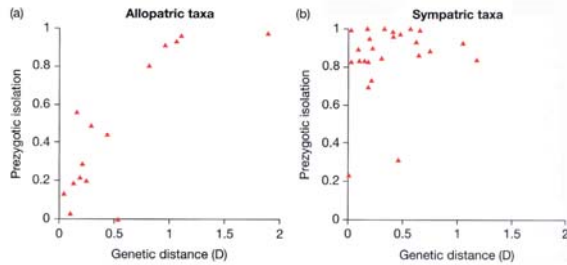 (a) Allopatric taxa
Prezygotic isolation
1
0.8
0.6
0.4
0.2
0
0 0.5 1 1.5 2
Genetic distance (D)
(b) Sympatric taxa
Prezygotic isolation
1
0.8
0.6
0.4
0.2
0
0 0.5 1 1.5 2
Genetic distance (D)